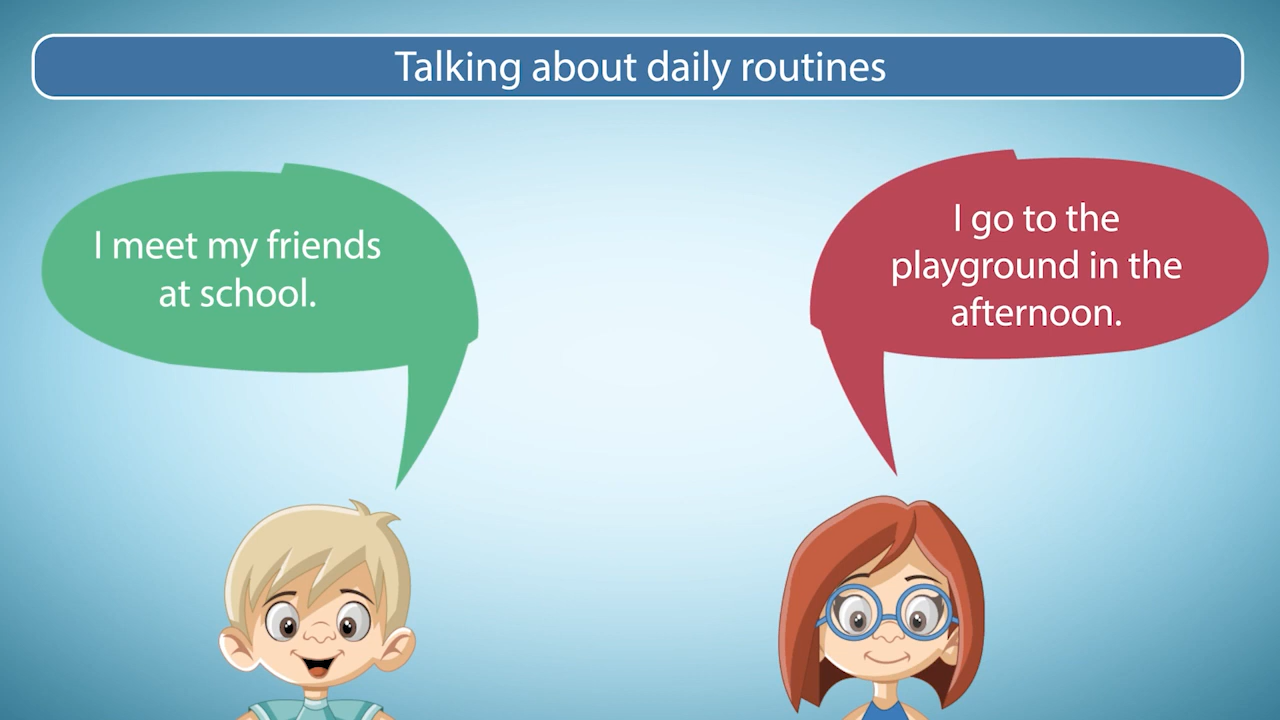 Talking about daily routines
I meet my friends
at school.
I go to the
playground in the
afternoon.